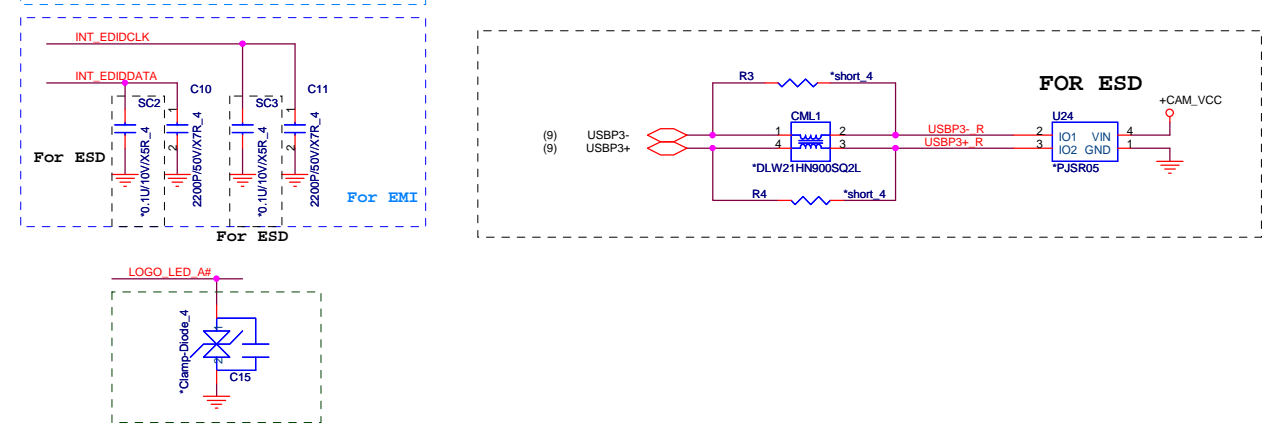 INT_EDIDCLK
INT_EDIDDATA
SC2
C10
SC3
C11
1
2
1
2
*0.1U/10V/X5R_4
2200P/50V/X7R_4
*0.1U/10V/X5R_4
2200P/50V/X7R_4
For ESD
For EMI
For ESD
LOGO_LED_A#
*Clamp-Diode_4
1
2
C15
FOR ESD
R3
*short_4
+CAM_VCC
CML1
U24
(9)
USBP3-
1
2
USBP3-_R
2
IO1
VIN
4
(9)
USBP3+
4
3
USBP3+_R
3
IO2
GND
1
*DLW21HN900SQ2L
*PJSR05
R4
*short_4